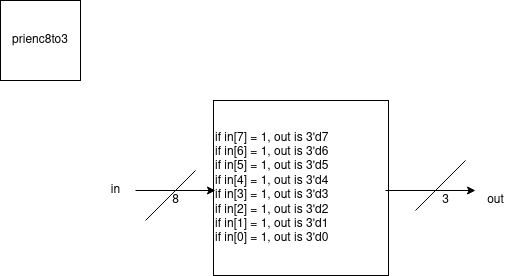 prienc8to3
if in[7] = 1, out is 3'd7
if in[6] = 1, out is 3'd6
if in[5] = 1, out is 3'd5
if in[4] = 1, out is 3'd4
if in[3] = 1, out is 3'd3
if in[2] = 1, out is 3'd2
if in[1] = 1, out is 3'd1
if in[0] = 1, out is 3'd0
in
8
3
out